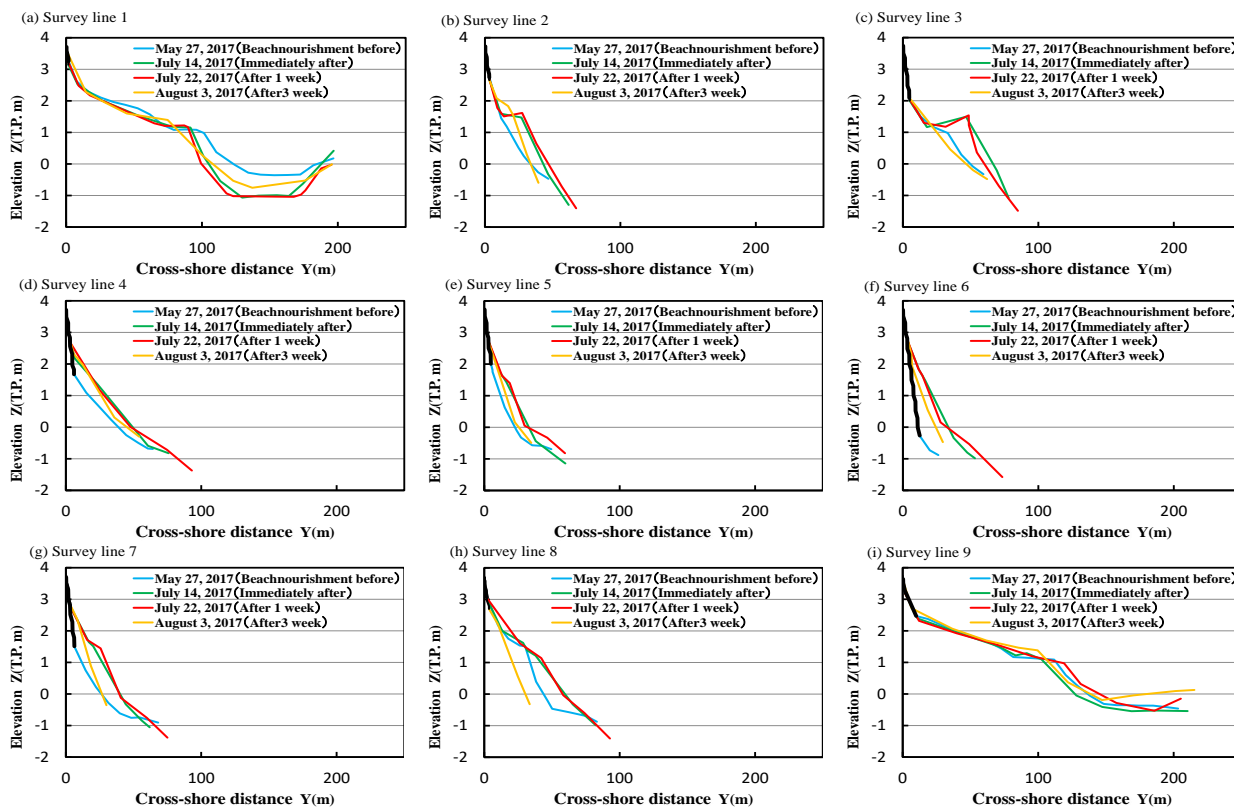 (a) Survey line 1
4
3
2
1
0
-1
-2
0
100
200
Elevation Z(T.P. m)
Cross-shore distance Y(m)
May 27, 2017(Beachnourishment before)
July 14, 2017(Immediately after)
July 22, 2017(After 1 week)
August 3, 2017(After3 week)
(b) Survey line 2
4
3
2
1
0
-1
-2
0
100
200
Elevation Z(T.P. m)
Cross-shore distance Y(m)
May 27, 2017(Beachnourishment before)
July 14, 2017(Immediately after)
July 22, 2017(After 1 week)
August 3, 2017(After3 week)
(c) Survey line 3
4
3
2
1
0
-1
-2
0
100
200
Elevation Z(T.P. m)
Cross-shore distance Y(m)
May 27, 2017(Beachnourishment before)
July 14, 2017(Immediately after)
July 22, 2017(After 1 week)
August 3, 2017(After3 week)
(d) Survey line 4
4
3
2
1
0
-1
-2
0
100
200
Elevation Z(T.P. m)
Cross-shore distance Y(m)
May 27, 2017(Beachnourishment before)
July 14, 2017(Immediately after)
July 22, 2017(After 1 week)
August 3, 2017(After3 week)
(e) Survey line 5
4
3
2
1
0
-1
-2
0
100
200
Elevation Z(T.P. m)
Cross-shore distance Y(m)
May 27, 2017(Beachnourishment before)
July 14, 2017(Immediately after)
July 22, 2017(After 1 week)
August 3, 2017(After3 week)
(f) Survey line 6
4
3
2
1
0
-1
-2
0
100
200
Elevation Z(T.P. m)
Cross-shore distance Y(m)
May 27, 2017(Beachnourishment before)
July 14, 2017(Immediately after)
July 22, 2017(After 1 week)
August 3, 2017(After3 week)
(g) Survey line 7
4
3
2
1
0
-1
-2
0
100
200
Elevation Z(T.P. m)
Cross-shore distance Y(m)
May 27, 2017(Beachnourishment before)
July 14, 2017(Immediately after)
July 22, 2017(After 1 week)
August 3, 2017(After3 week)
(h) Survey line 8
4
3
2
1
0
-1
-2
0
100
200
Elevation Z(T.P. m)
Cross-shore distance Y(m)
May 27, 2017(Beachnourishment before)
July 14, 2017(Immediately after)
July 22, 2017(After 1 week)
August 3, 2017(After3 week)
(i) Survey line 9
4
3
2
1
0
-1
-2
0
100
200
Elevation Z(T.P. m)
Cross-shore distance Y(m)
May 27, 2017(Beachnourishment before)
July 14, 2017(Immediately after)
July 22, 2017(After 1 week)
August 3, 2017(After3 week)